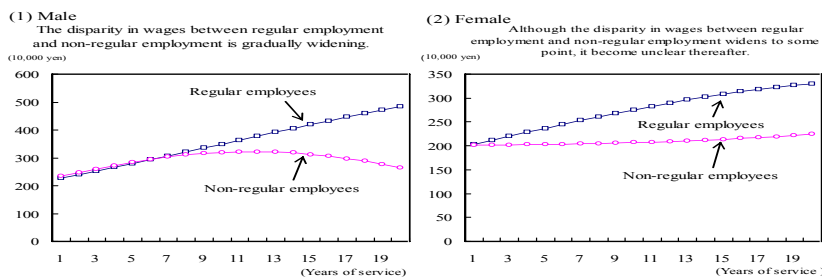 (1) Male
The disparity in wages between regular employment
and non-regular employment is gradually widening.
(10,000 yen)
600
500
400
300
200
100
0
Regular employees
Non-regular employees
1 3 5 7 9 11 13 15 17 19
(Years of service)
(2) Female
Although the disparity in wages between regular
employment and non-regular employment widens to some
point, it become unclear thereafter.
(10,000 yen)
350
300
250
200
150
100
50
0
Regular employees
Non-regular employees
1 3 5 7 9 11 13 15 17 19
(Years of service )